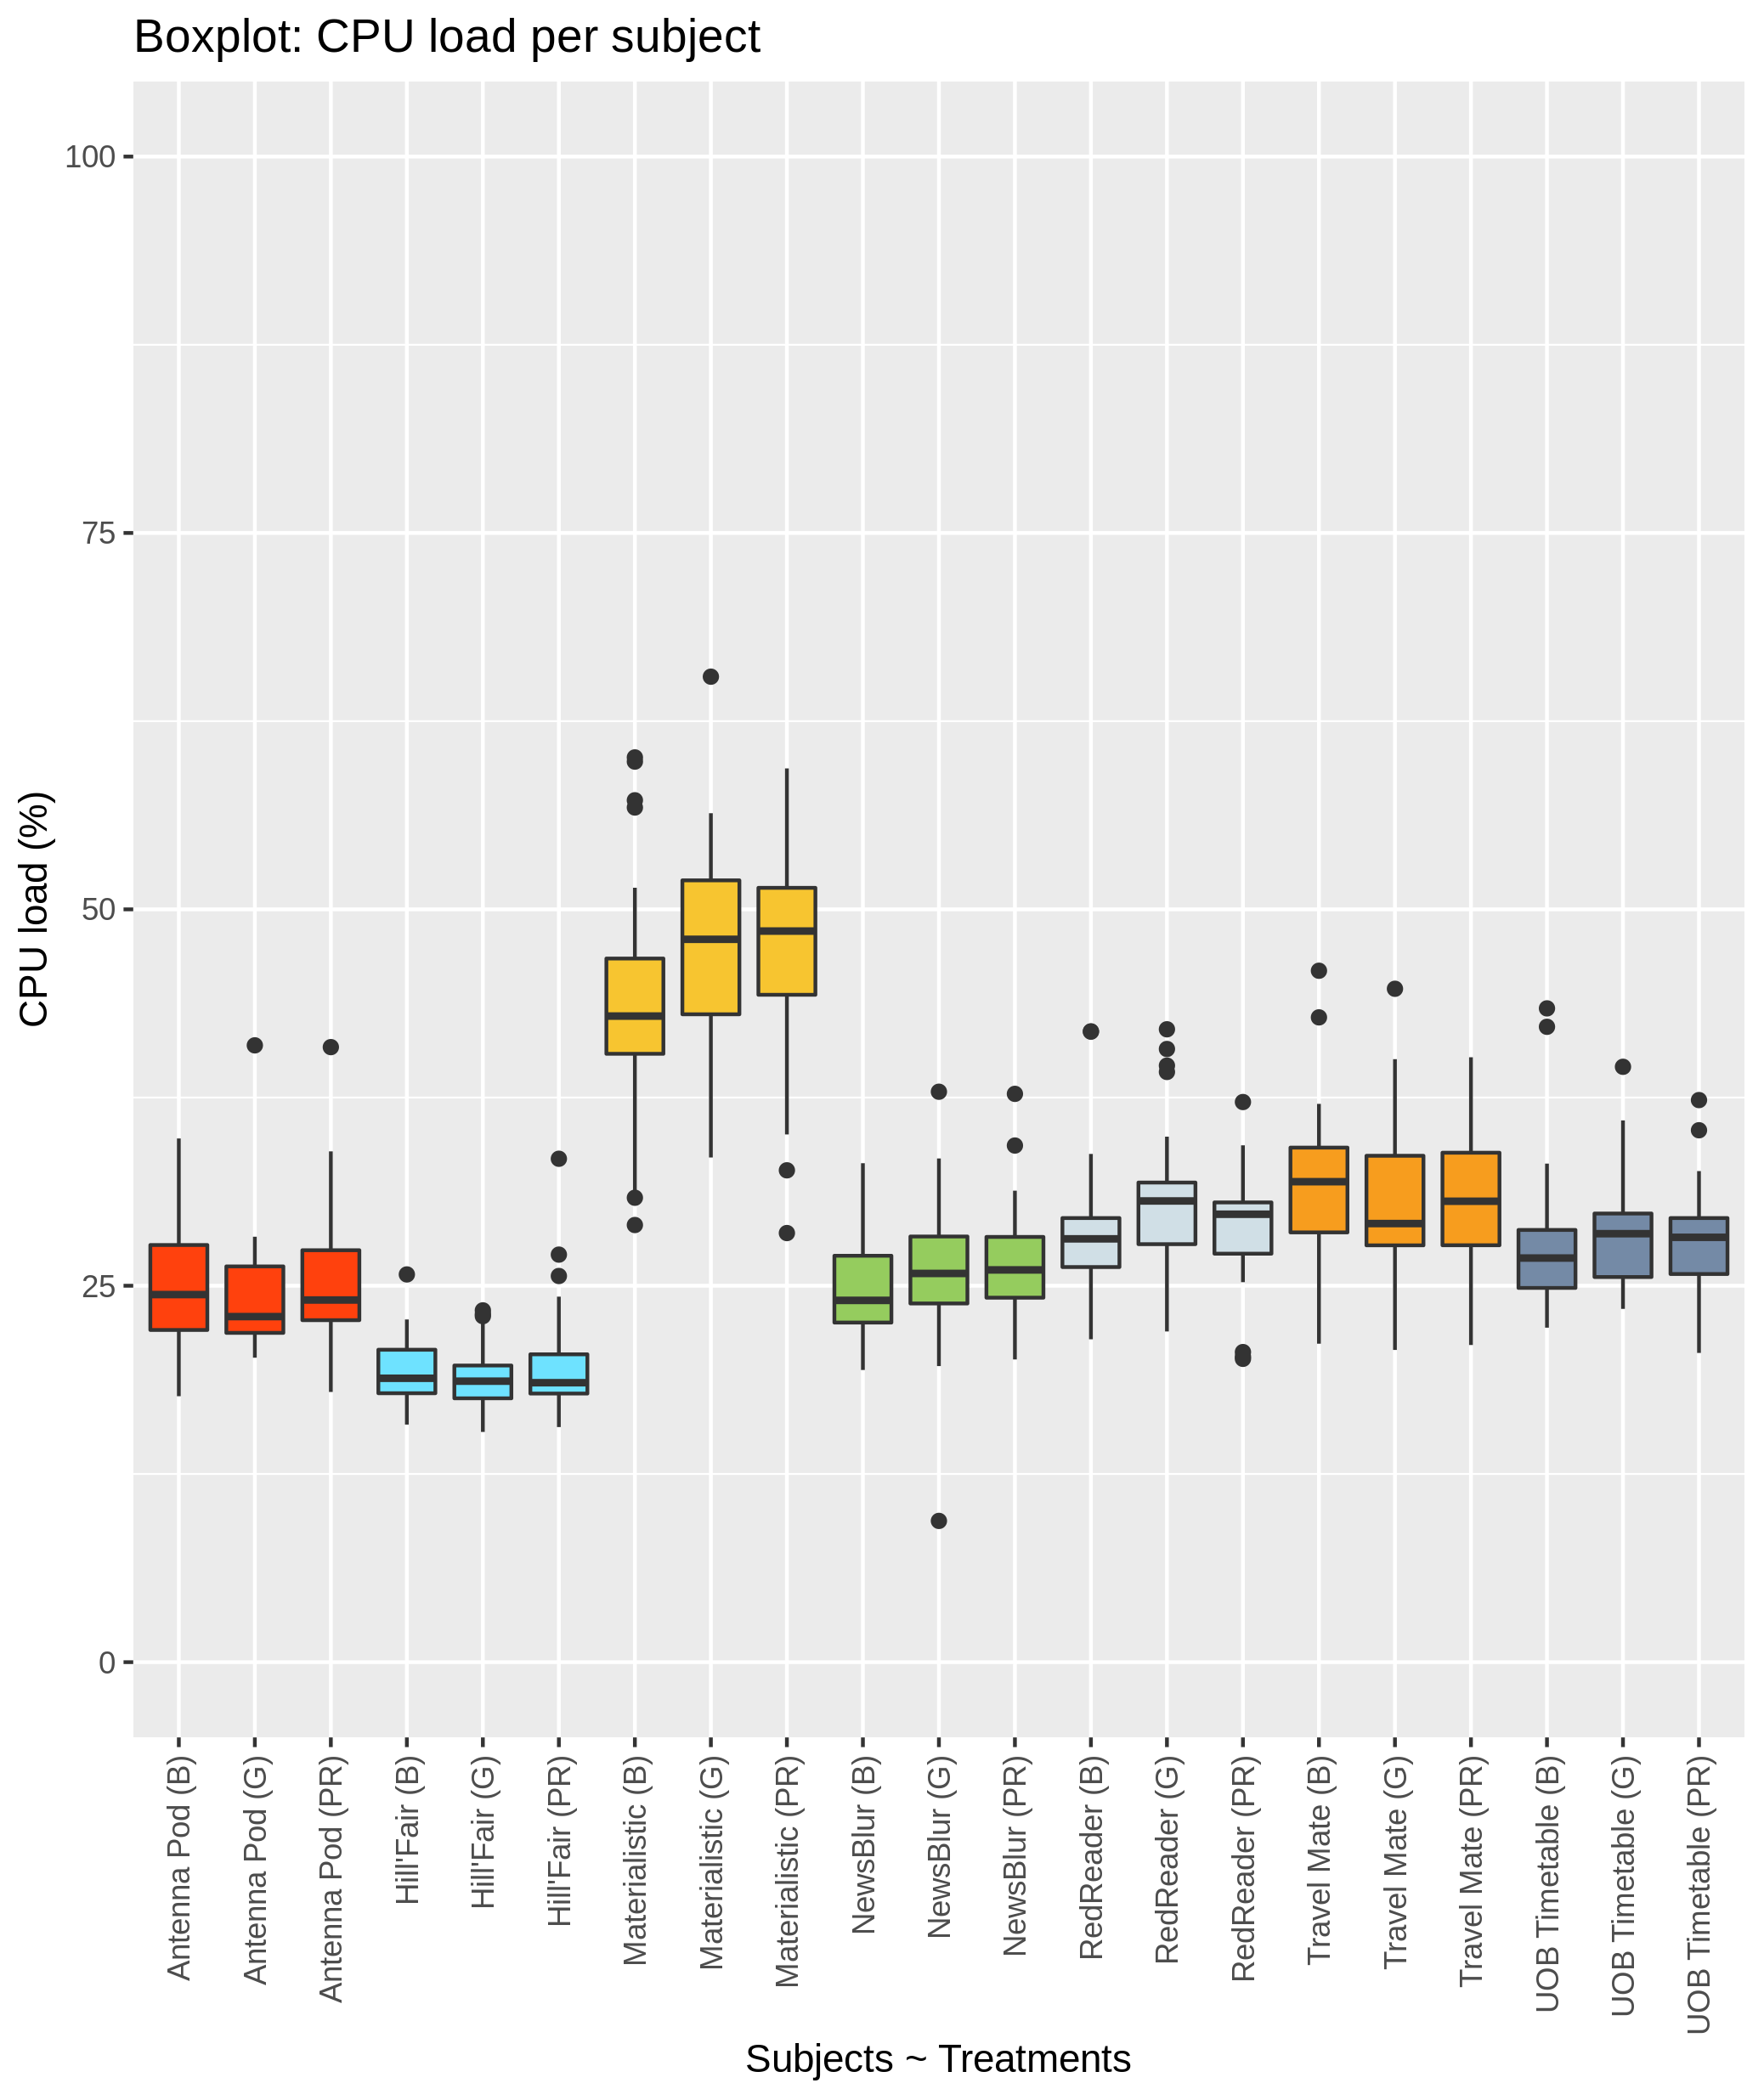 Boxplot: CPU load per subject
CPU load (%)
100
75
50
25
0
Antenna Pod (B)
Antenna Pod (G)
Antenna Pod (PR)
Hill'Fair (B)
Hill'Fair (G)
Hill'Fair (PR)
Materialistic (B)
Materialistic (G)
Materialistic (PR)
NewsBlur (B)
NewsBlur (G)
NewsBlur (PR)
RedReader (B)
RedReader (G)
RedReader (PR)
Travel Mate (B)
Travel Mate (G)
Travel Mate (PR)
UOB Timetable (B)
UOB Timetable (G)
UOB Timetable (PR)
Subjects ~ Treatments